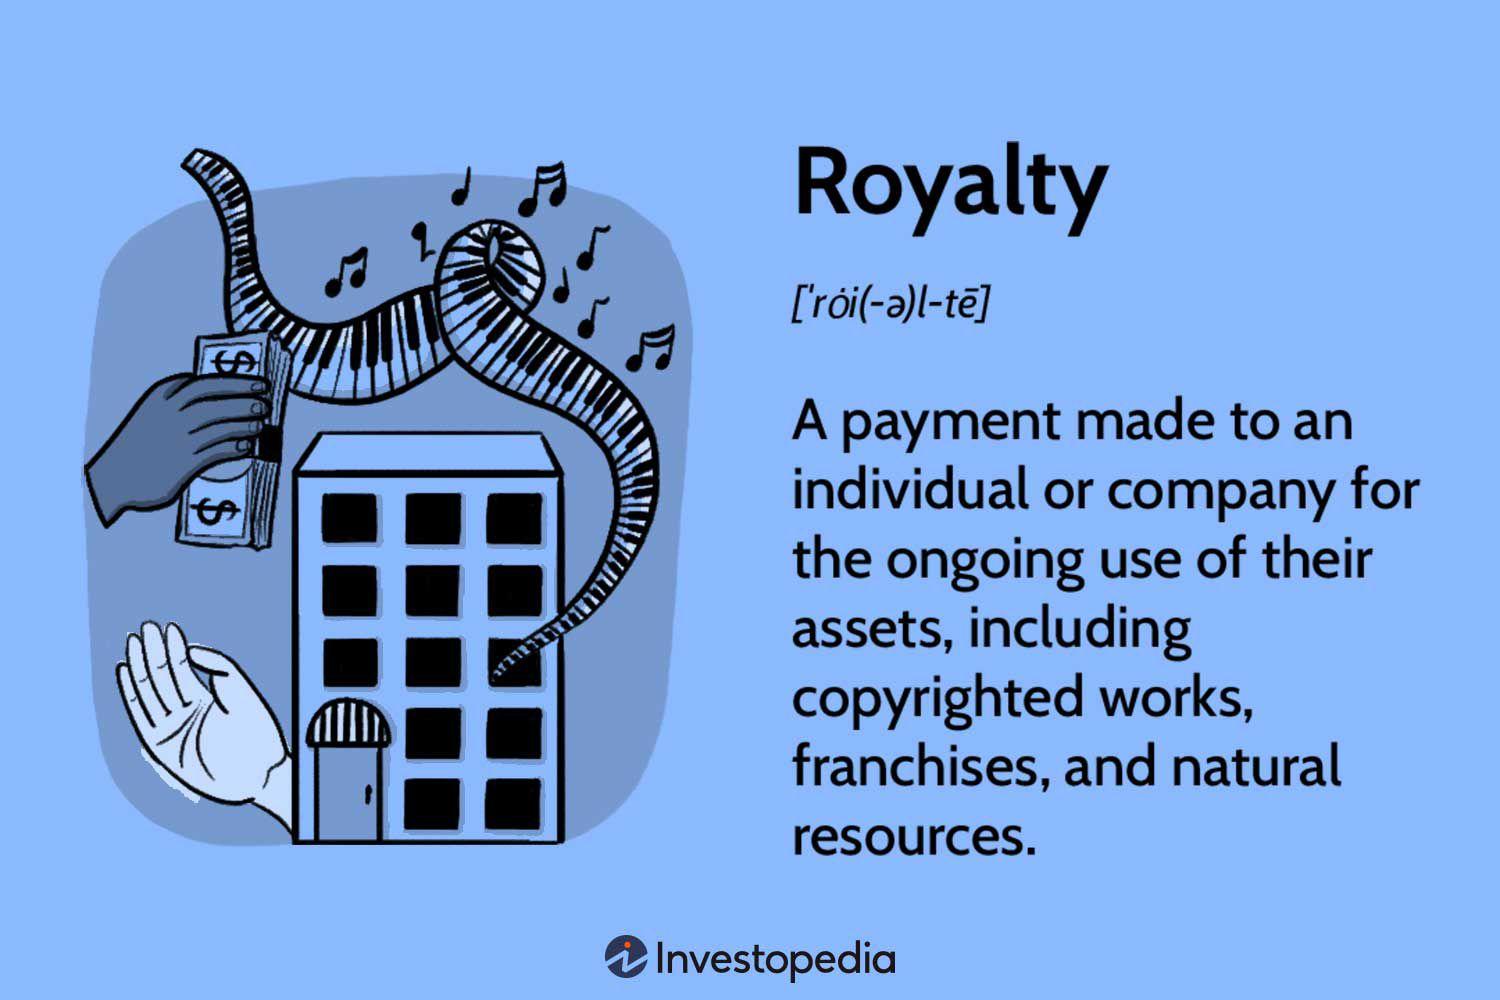 $
$
Royalty
[ˈrȯi(-ə)l-tē]
A payment made to an
individual or company for
the ongoing use of their
assets, including
copyrighted works,
franchises, and natural
resources.
Investopedia